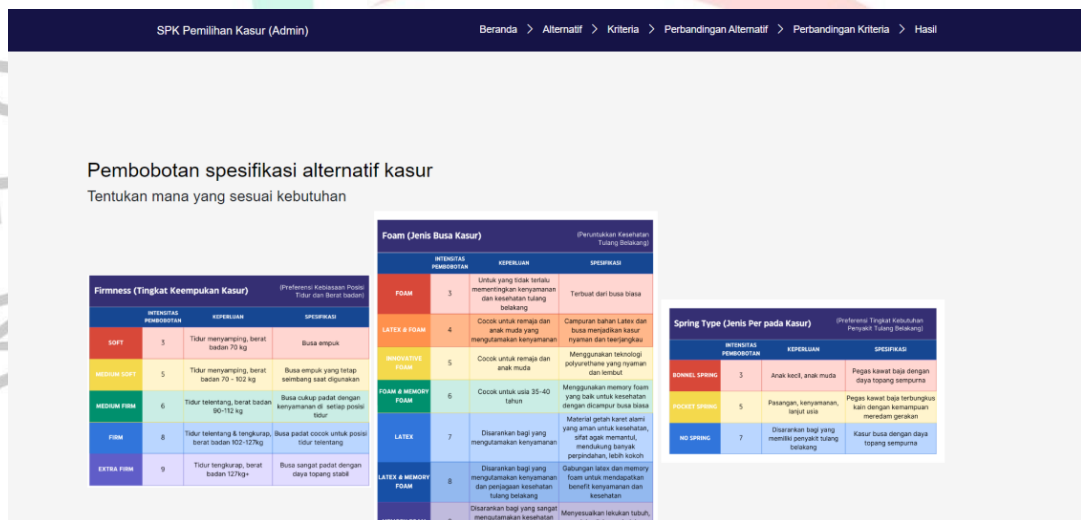 SPK Pemilihan Kasur (Admin)
Beranda > Alternatif > Kriteria > Perbandingan Alternatif > Perbandingan Kriteria > Hasil
Pembobotan spesifikasi alternatif kasur
Tentukan mana yang sesuai kebutuhan
Firmness (Tingkat Keempukan Kasur)
(Preferensi Kebiasaan Posisi
Tidur dan Berat badan)
INTENSITAS
PEMBOBOTAN
KEPERLUAN
SPESIFIKASI
SOFT
3
Tidur menyamping, berat
badan 70 kg
Busa empuk
MEDIUM SOFT
5
Tidur menyamping, berat
badan 70 - 102 kg
Busa empuk yang tetap
seimbang saat digunakan
MEDIUM FIRM
6
Tidur telentang, berat badan
90-112 kg
Busa cukup padat dengan
kenyamanan di setiap posisi
tidur
FIRM
8
Tidur telentang & tengkurap,
berat badan 102-127kg
Busa padat cocok untuk posisi
tidur telentang
EXTRA FIRM
9
Tidur tengkurap, berat
badan 127kg+
Busa sangat padat dengan
daya topang stabil
Foam (Jenis Busa Kasur)
(Peruntukkan Kesehatan
Tulang Belakang)
INTENSITAS
PEMBOBOTAN
KEPERLUAN
SPESIFIKASI
FOAM
3
Untuk yang tidak terlalu
mementingkan kenyamanan
dan kesehatan tulang
belakang
Terbuat dari busa biasa
LATEX & FOAM
4
Cocok untuk remaja dan
anak muda yang
mengutamakan kenyamanan
Campuran bahan Latex dan
busa menjadikan kasur
nyaman dan teerjangkau
INNOVATIVE
FOAM
5
Cocok untuk remaja dan
anak muda
Menggunakan teknologi
polyurethane yang nyaman
dan lembut
FOAM & MEMORY
FOAM
6
Cocok untuk usia 35-40
tahun
Menggunakan memory foam
yang baik untuk kesehatan
dengan dicampur busa biasa
LATEX
7
Disarankan bagi yang
mengutamakan kenyamanan
Material getah karet alami
yang aman untuk kesehatan,
sifat agak memantul,
mendukung banyak
perpindahan, lebih kokoh
LATEX & MEMORY
FOAM
8
Disarankan bagi yang
mengutamakan kenyamanan
dan penjagaan kesehatan
tulang belakang
Gabungan latex dan memory
foam untuk mendapatkan
benefit kenyamanan dan
kesehatan
Disarankan bagi yang sangat
mengutamakan kesehatan
Menyesuaikan lekukan tubuh,
Spring Type (Jenis Per pada Kasur)
(Preferensi Tingkat Kebutuhan
Penyakit Tulang Belakang)
INTENSITAS
PEMBOBOTAN
KEPERLUAN
SPESIFIKASI
BONNEL SPRING
3
Anak kecil, anak muda
Pegas kawat baja dengan
daya topang sempurna
POCKET SPRING
5
Pasangan, kenyamanan,
lanjut usia
Pegas kawat baja terbungkus
kain dengan kemampuan
meredam gerakan
NO SPRING
7
Disarankan bagi yang
memiliki penyakit tulang
belakang
Kasur busa dengan daya
topang sempurna